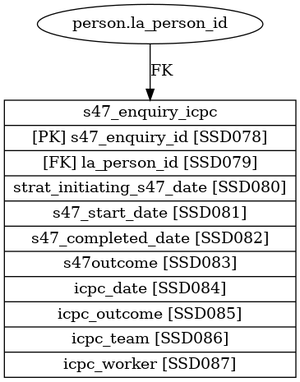 person.la_person_id
FK
s47_enquiry_icpc
[PK] s47_enquiry_id [SSD078]
[FK] la_person_id [SSD079]
strat_initiating_s47_date [SSD080]
s47_start_date [SSD081]
s47_completed_date [SSD082]
s47outcome [SSD083]
icpc_date [SSD084]
icpc_outcome [SSD085]
icpc_team [SSD086]
icpc_worker [SSD087]